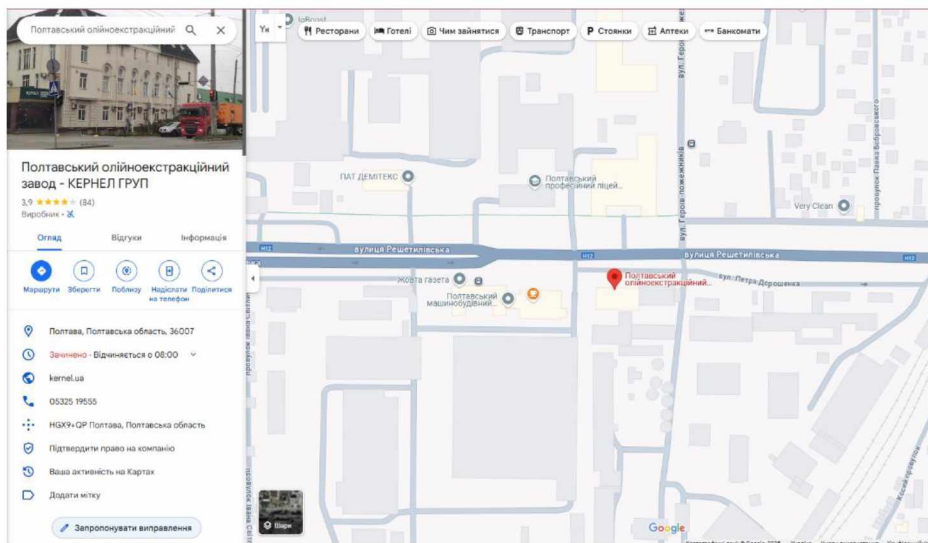 Полтавський олійноекстракційний
Ресторани
Готелі
Чим зайнятися
Транспорт
P Стоянки
Аптеки
Банкомати
Полтавський олійноекстракційний
завод - КЕРНЕЛ ГРУП
3,9 ★★★★★ (84)
Виробник
Огляд Відгуки Інформація
Маршрути Зберегти Поблизу Надіслати на телефон Поділитися
Полтава, Полтавська область, 36007
Зачинено · Відчиняється о 08:00
kernel.ua
05325 19555
HGX9+QP Полтава, Полтавська область
Підтвердити право на компанію
Ваша активність на Картах
Додати мітку
Запропонувати виправлення
ПАТ ДЕМІТЕКС
Полтавський
професійний ліцей...
вул. Героїв-пожежників
Very Clean
вулиця Решетилівська
вулиця Решетилівська
H12
H12
H12
Жовта газета
Полтавський
машинобудівний...
Полтавський
олійноекстракційний...
вул. Петра Дорошенка
Шари
Google